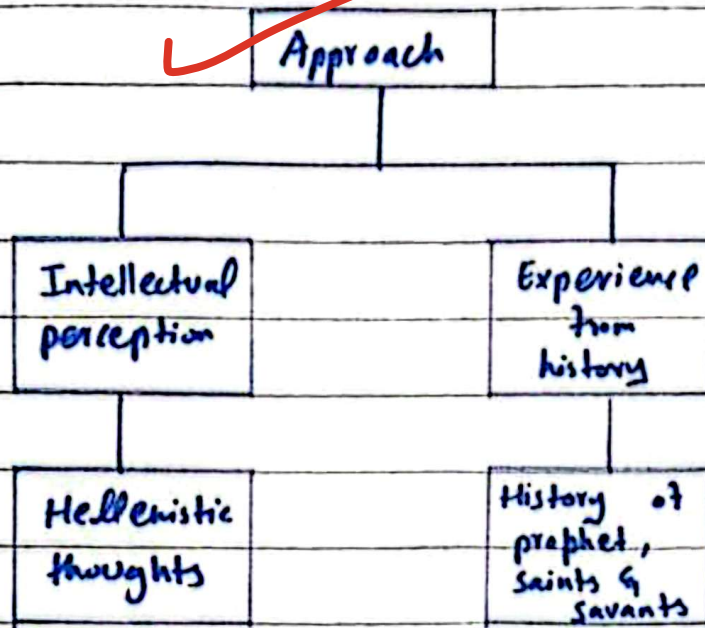 Approach
Intellectual
perception
Experience
from
history
Hellenistic
thoughts
History of
prophet,
saints &
savants